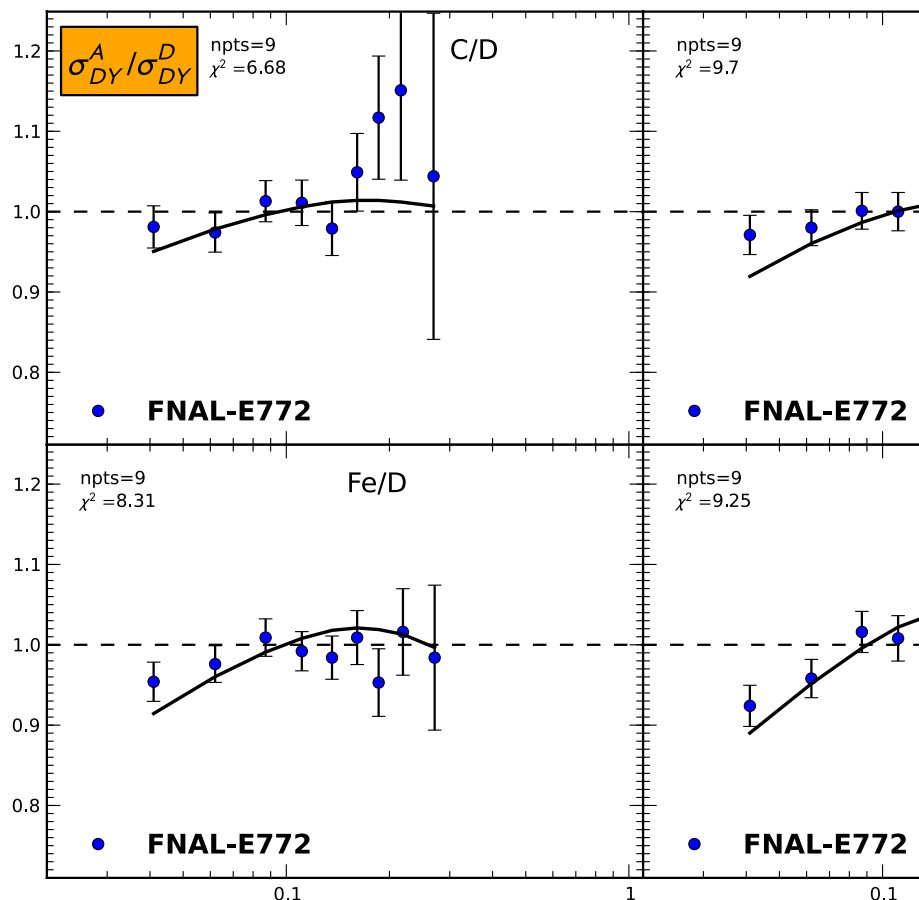 σ_DY^A/σ_DY^D
npts=9
χ² =6.68
C/D
npts=9
χ² =9.7
1.2
1.1
1.0
0.9
0.8
FNAL-E772
FNAL-E772
npts=9
χ² =8.31
Fe/D
npts=9
χ² =9.25
1.2
1.1
1.0
0.9
0.8
FNAL-E772
FNAL-E772
0.1
1
0.1